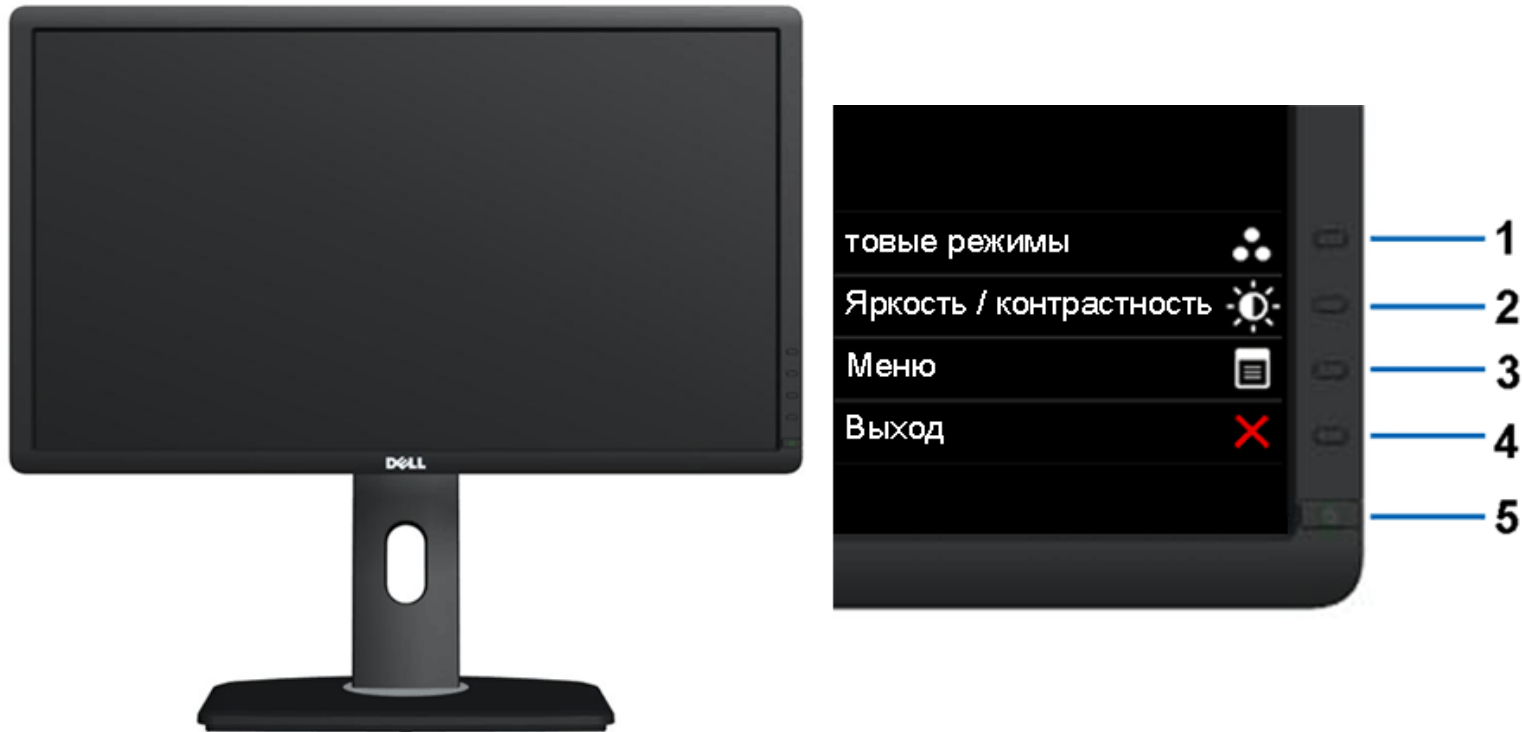 DELL
товые режимы
Яркость / контрастность
Меню
Выход
1
2
3
4
5